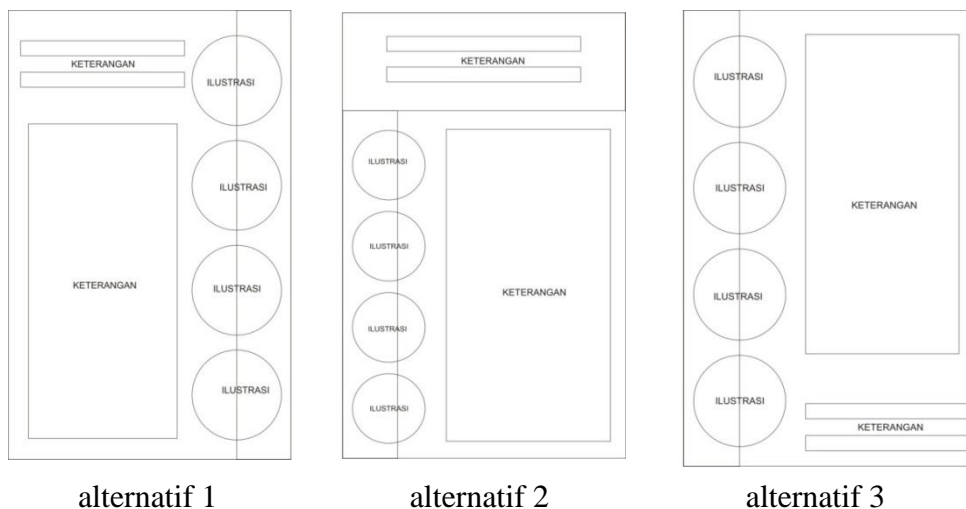 KETERANGAN
ILUSTRASI
ILUSTRASI
KETERANGAN
ILUSTRASI
ILUSTRASI
alternatif 1
KETERANGAN
ILUSTRASI
ILUSTRASI
KETERANGAN
ILUSTRASI
ILUSTRASI
alternatif 2
ILUSTRASI
ILUSTRASI
KETERANGAN
ILUSTRASI
ILUSTRASI
KETERANGAN
alternatif 3